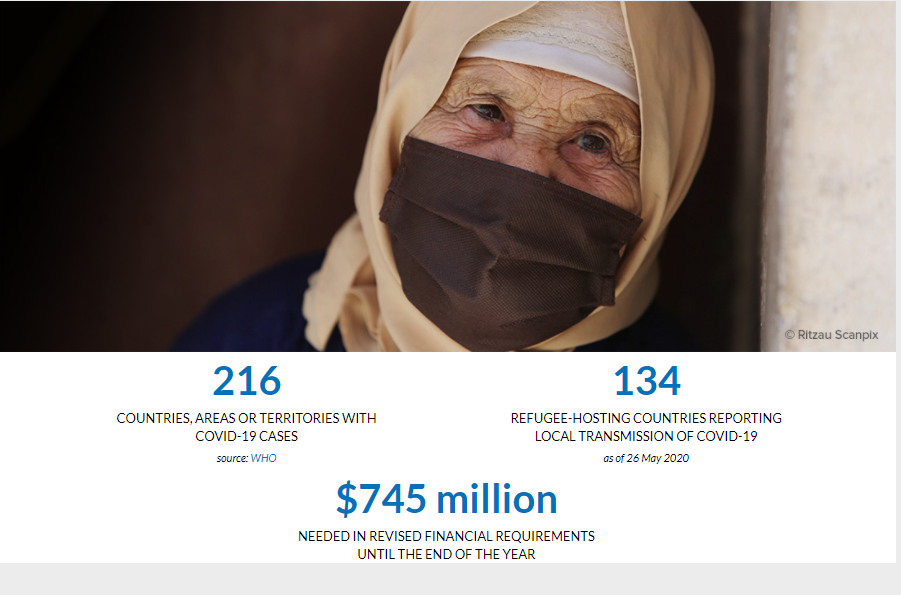 © Ritzau Scanpix
216
COUNTRIES, AREAS OR TERRITORIES WITH
COVID-19 CASES
source: WHO
134
REFUGEE-HOSTING COUNTRIES REPORTING
LOCAL TRANSMISSION OF COVID-19
as of 26 May 2020
$745 million
NEEDED IN REVISED FINANCIAL REQUIREMENTS
UNTIL THE END OF THE YEAR